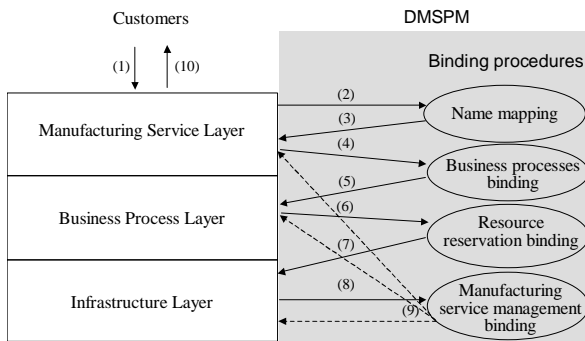 Customers
DMSPM
(1)
(10)
Binding procedures
(2)
Name mapping
(3)
Manufacturing Service Layer
(4)
Business processes
binding
(5)
Business Process Layer
(6)
Resource
reservation binding
(7)
Infrastructure Layer
(8)
Manufacturing
service management
binding
(9)